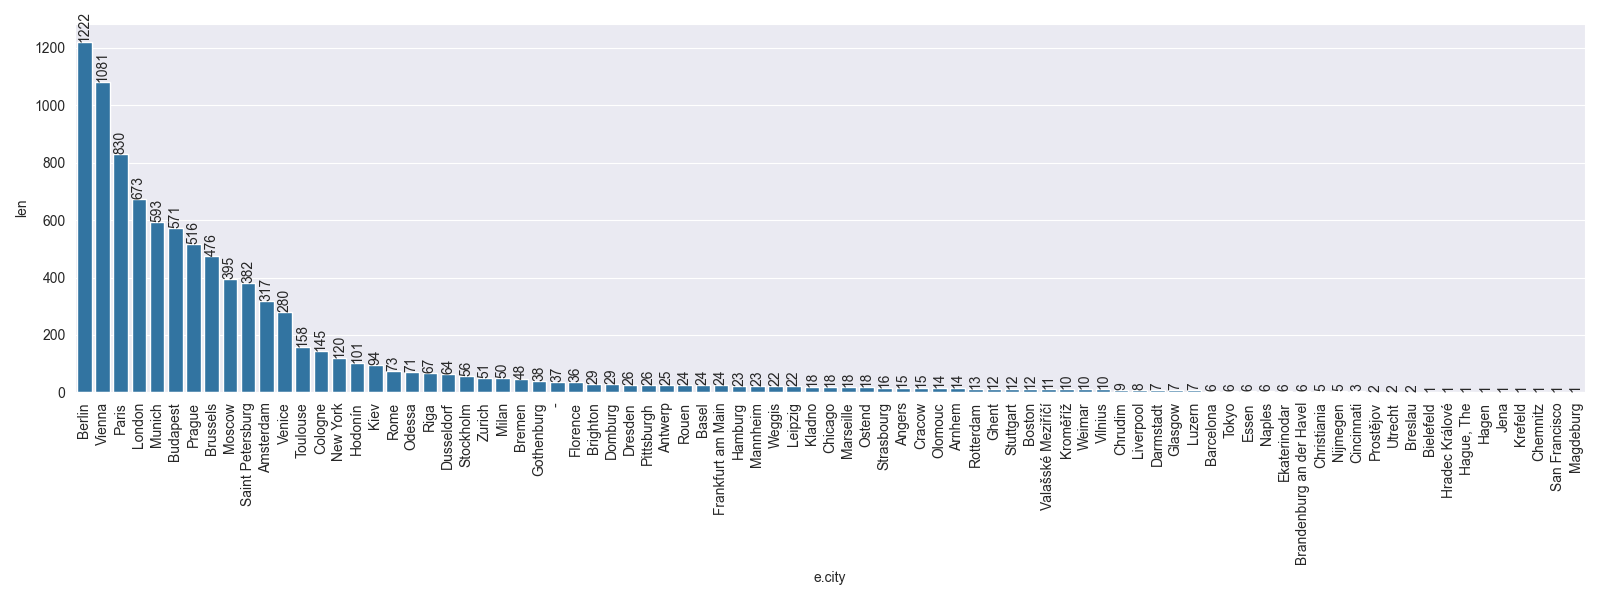 len
1200
1000
800
600
400
200
0
1222
1081
830
673
593
571
516
476
395
382
317
280
158
145
120
101
94
73
71
67
64
56
51
50
48
38
37
36
29
29
26
26
25
24
24
24
23
23
22
22
18
18
18
18
16
15
15
14
14
13
12
12
12
11
10
10
10
9
8
7
7
7
6
6
6
6
6
6
5
5
3
2
2
2
1
1
1
1
1
1
1
1
1
Berlin
Vienna
Paris
London
Munich
Budapest
Prague
Brussels
Moscow
Saint Petersburg
Amsterdam
Venice
Toulouse
Cologne
New York
Hodonín
Kiev
Rome
Odessa
Riga
Dusseldorf
Stockholm
Zurich
Milan
Bremen
Gothenburg
-
Florence
Brighton
Domburg
Dresden
Pittsburgh
Antwerp
Rouen
Basel
Frankfurt am Main
Hamburg
Mannheim
Weggis
Leipzig
Kladno
Chicago
Marseille
Ostend
Strasbourg
Angers
Cracow
Olomouc
Arnhem
Rotterdam
Ghent
Stuttgart
Boston
Valašské Meziříčí
Kroměříž
Weimar
Vilnius
Chrudim
Liverpool
Darmstadt
Glasgow
Luzern
Barcelona
Tokyo
Essen
Naples
Ekaterinodar
Brandenburg an der Havel
Christiania
Nijmegen
Cincinnati
Prostějov
Utrecht
Breslau
Bielefeld
Hradec Králové
Hague, The
Hagen
Jena
Krefeld
Chemnitz
San Francisco
Magdeburg
e.city